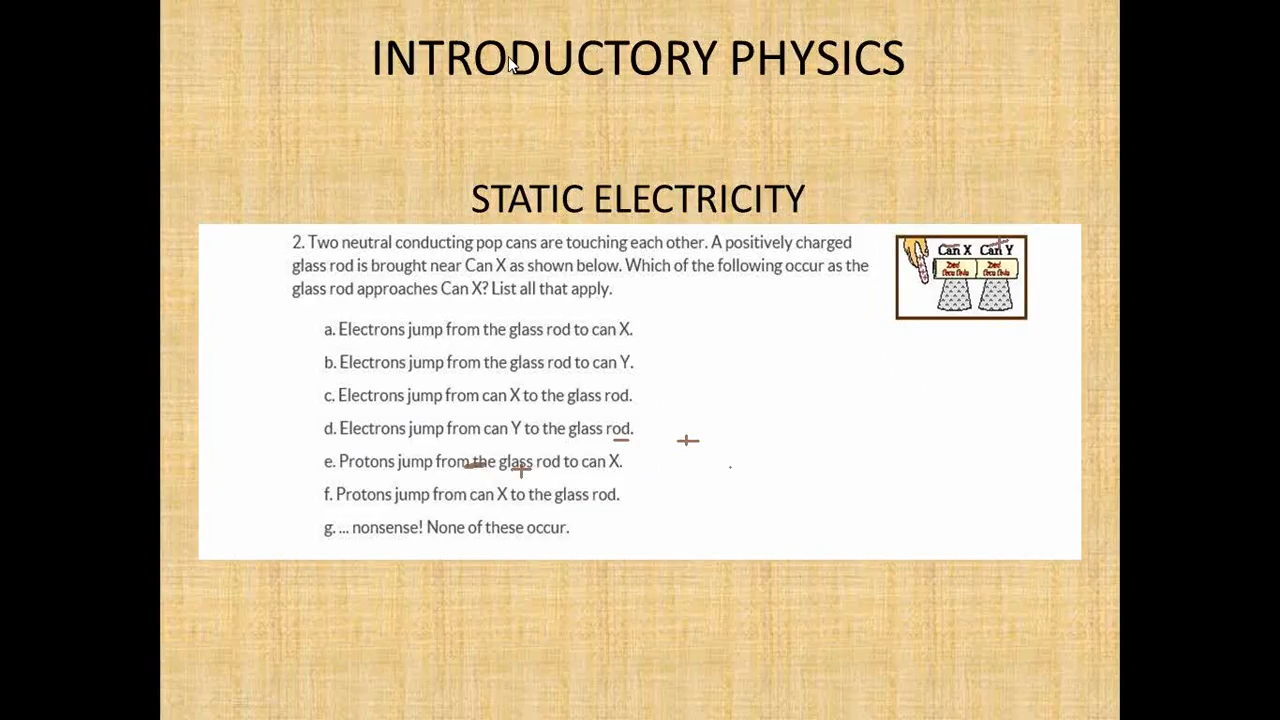 INTRODUCTORY PHYSICS
STATIC ELECTRICITY
2. Two neutral conducting pop cans are touching each other. A positively charged
glass rod is brought near Can X as shown below. Which of the following occur as the
glass rod approaches Can X? List all that apply.
Can X Can Y
a. Electrons jump from the glass rod to can X.
b. Electrons jump from the glass rod to can Y.
c. Electrons jump from can X to the glass rod.
d. Electrons jump from can Y to the glass rod.
− +
e. Protons jump from the glass rod to can X.
− +
f. Protons jump from can X to the glass rod.
g. ... nonsense! None of these occur.